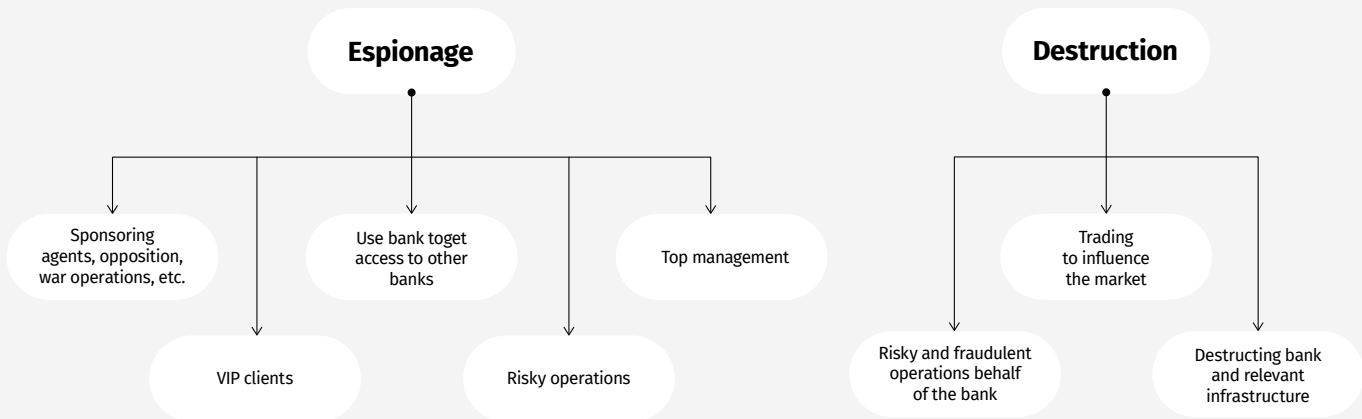 Espionage
Destruction
Sponsoring
agents, opposition,
war operations, etc.
Use bank toget
access to other
banks
Top management
VIP clients
Risky operations
Trading
to influence
the market
Risky and fraudulent
operations behalf
of the bank
Destructing bank
and relevant
infrastructure